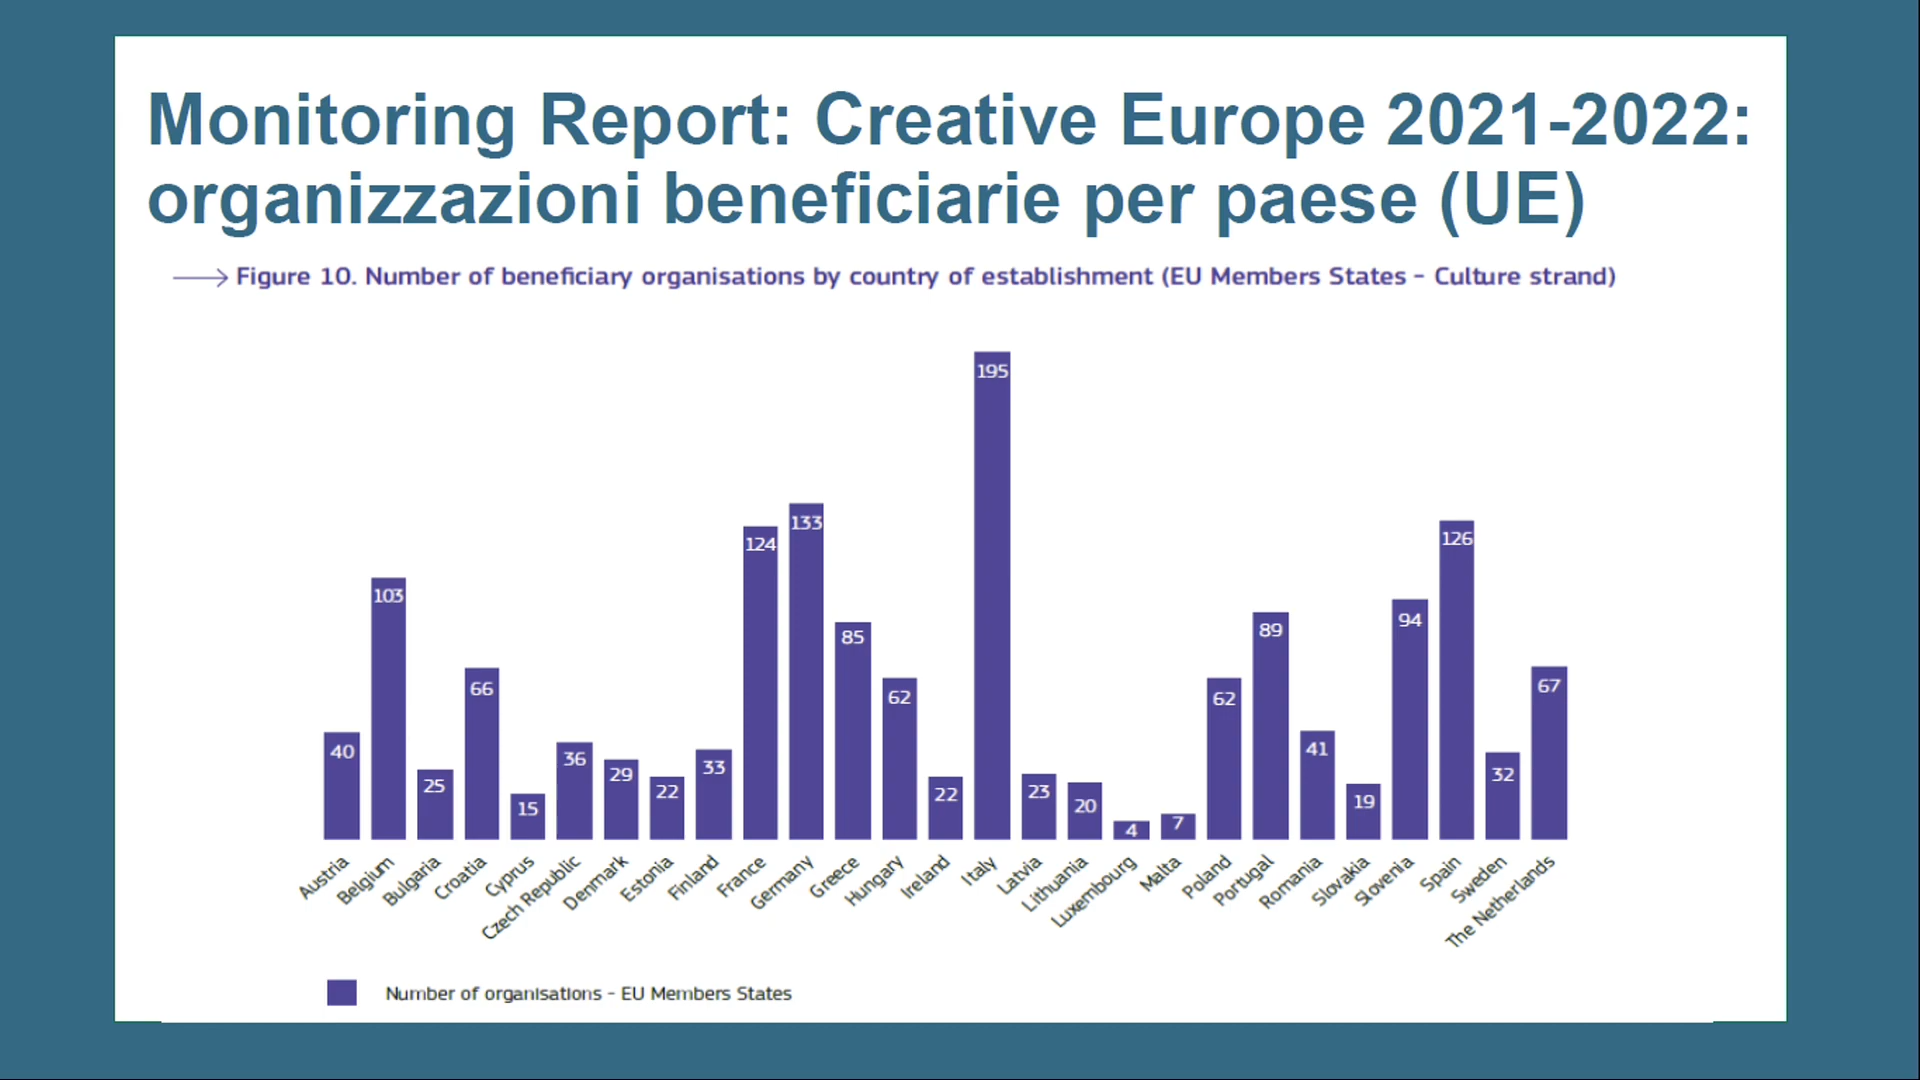 Monitoring Report: Creative Europe 2021-2022:
organizzazioni beneficiarie per paese (UE)
Figure 10. Number of beneficiary organisations by country of establishment (EU Members States - Culture strand)
195
133
124
126
103
94
89
85
66
67
62
62
40
41
36
33
32
29
25
22
22
23
20
19
15
7
4
Austria
Belgium
Bulgaria
Croatia
Cyprus
Czech Republic
Denmark
Estonia
Finland
France
Germany
Greece
Hungary
Ireland
Italy
Latvia
Lithuania
Luxembourg
Malta
Poland
Portugal
Romania
Slovakia
Slovenia
Spain
Sweden
The Netherlands
Number of organisations - EU Members States